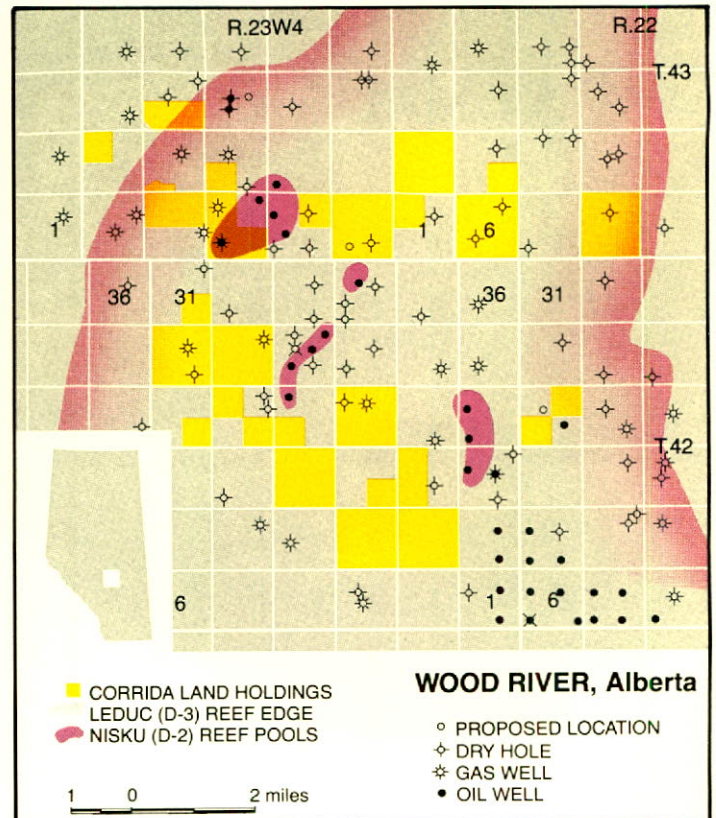 R.23W4 R.22
T.43
1 1 6
36 31 36 31
T.42
6 1 6
CORRIDA LAND HOLDINGS
LEDUC (D-3) REEF EDGE
NISKU (D-2) REEF POOLS
1 0 2 miles
WOOD RIVER, Alberta
PROPOSED LOCATION
DRY HOLE
GAS WELL
OIL WELL